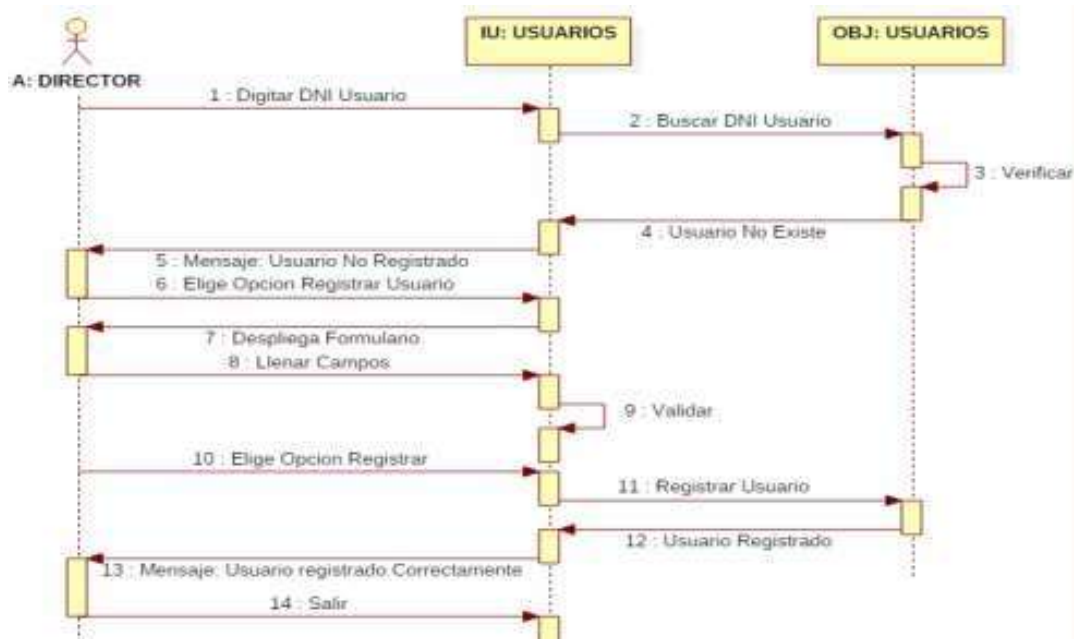 IU: USUARIOS
OBJ: USUARIOS
A: DIRECTOR
1 : Digitar DNI Usuario
2 : Buscar DNI Usuario
3 : Verificar
4 : Usuario No Existe
5 : Mensaje: Usuario No Registrado
6 : Elige Opcion Registrar Usuario
7 : Despliega Formulario
8 : Llenar Campos
9 : Validar
10 : Elige Opcion Registrar
11 : Registrar Usuario
12 : Usuario Registrado
13 : Mensaje: Usuario registrado Correctamente
14 : Salir